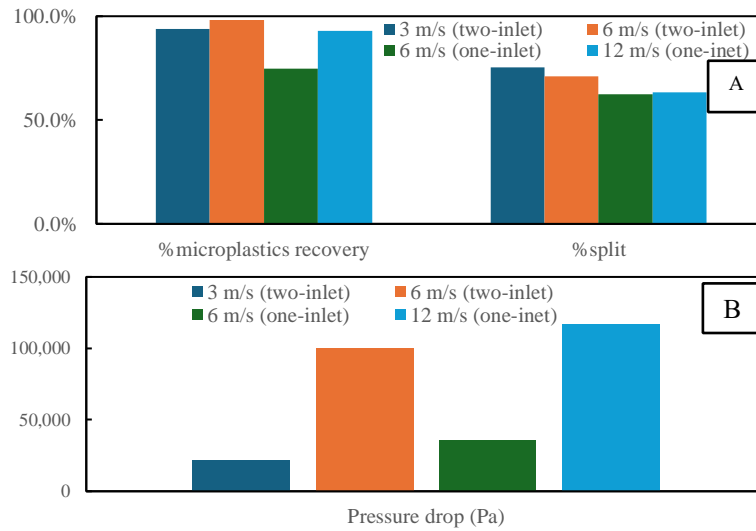 100.0%
3 m/s (two-inlet) 6 m/s (two-inlet)
6 m/s (one-inlet) 12 m/s (one-inet)
A
50.0%
0.0%
%microplastics recovery %split
150,000
3 m/s (two-inlet) 6 m/s (two-inlet)
B
6 m/s (one-inlet) 12 m/s (one-inet)
100,000
50,000
0
Pressure drop (Pa)